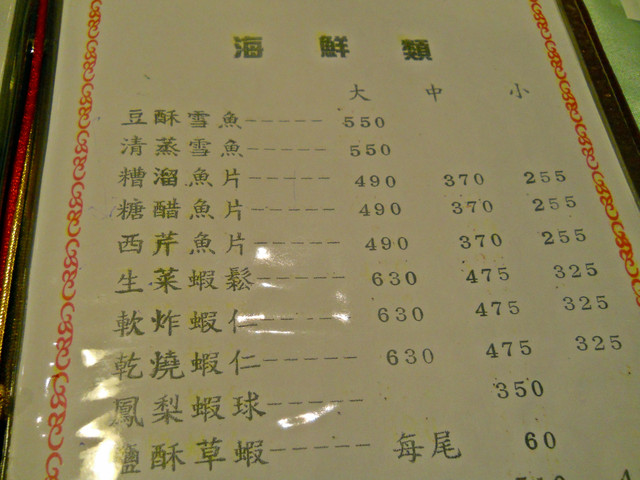 海 鮮 類
大 中 小
豆酥雪魚----- 550
清蒸雪魚----- 550
糟溜魚片----- 490 370 255
糖醋魚片----- 490 370 255
西芹魚片----- 490 370 255
生菜蝦鬆----- 630 475 325
軟炸蝦仁----- 630 475 325
乾燒蝦仁----- 630 475 325
鳳梨蝦球----- 350
鹽酥草蝦----- 每尾 60